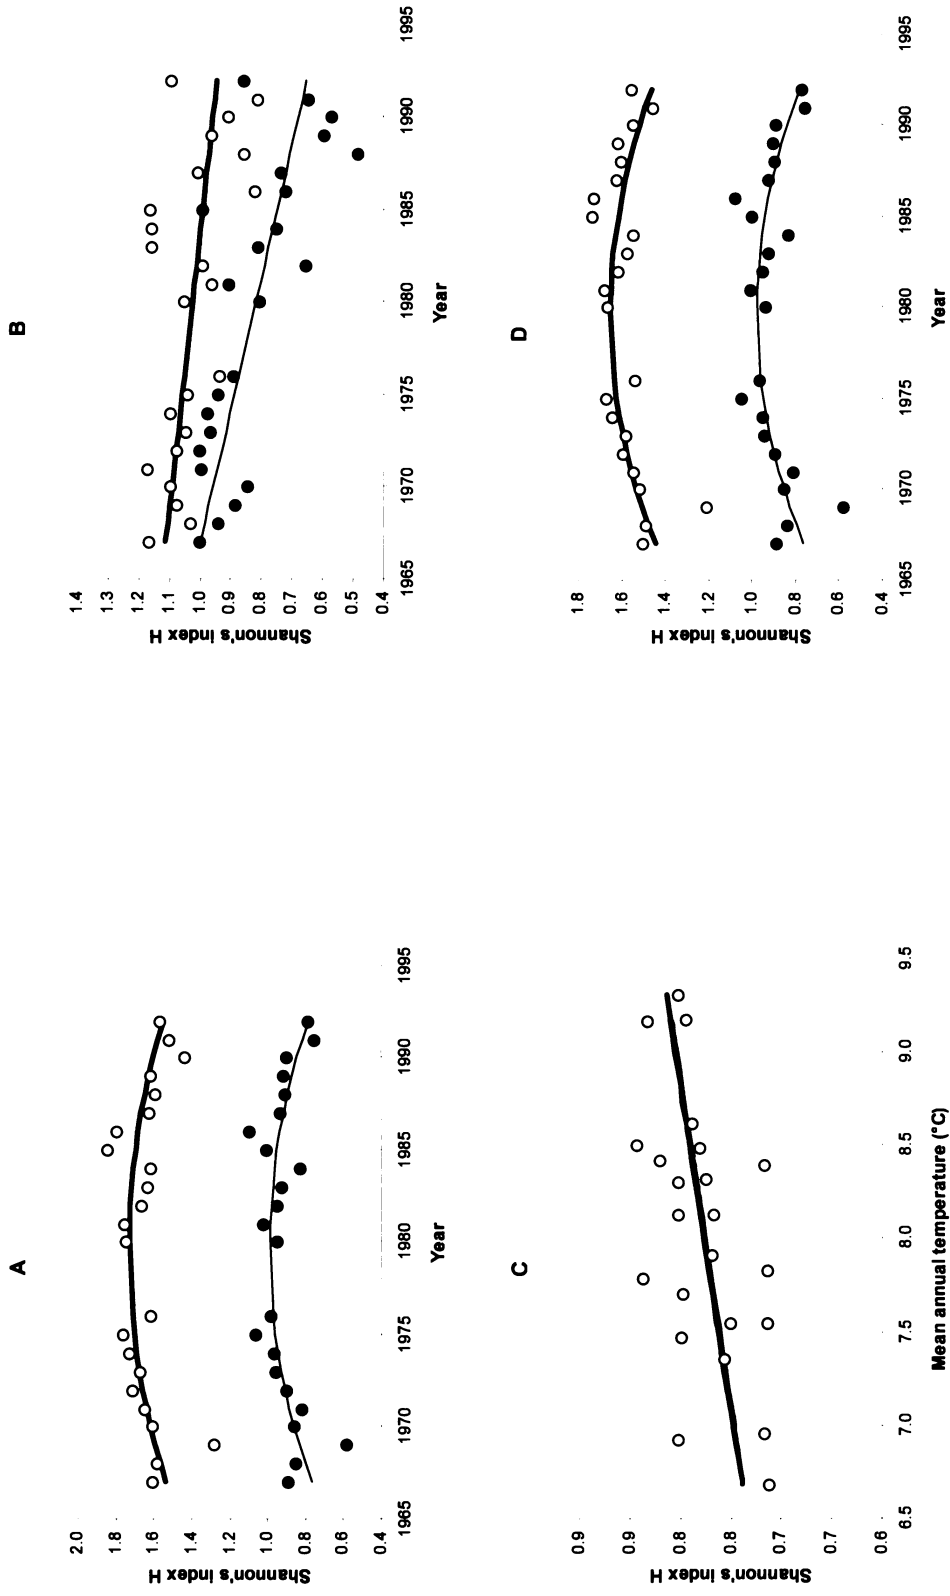 A
Shannon's index H
2.0
1.8
1.6
1.4
1.2
1.0
0.8
0.6
0.4
1965 1970 1975 1980 1985 1990 1995
Year
B
Shannon's index H
1.4
1.3
1.2
1.1
1.0
0.9
0.8
0.7
0.6
0.5
0.4
1965 1970 1975 1980 1985 1990 1995
Year
C
Shannon's index H
0.9
0.9
0.8
0.8
0.7
0.7
0.6
6.5 7.0 7.5 8.0 8.5 9.0 9.5
Mean annual temperature (°C)
D
Shannon's index H
1.8
1.6
1.4
1.2
1.0
0.8
0.6
0.4
1965 1970 1975 1980 1985 1990 1995
Year